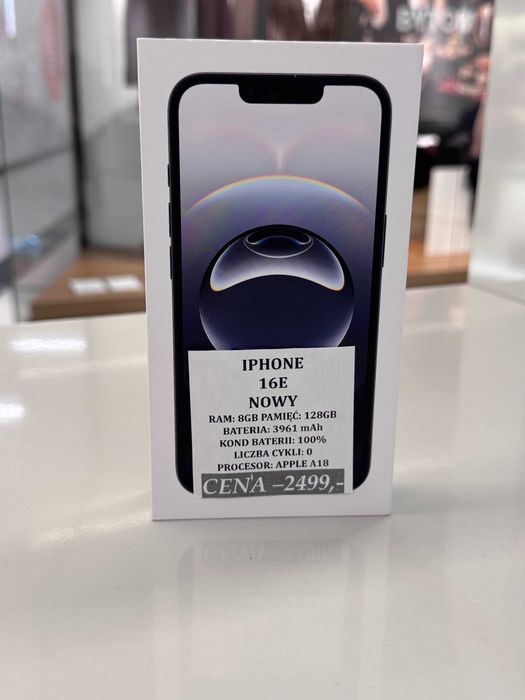 IPHONE
16E
NOWY
RAM: 8GB PAMIĘĆ: 128GB
BATERIA: 3961 mAh
KOND BATERII: 100%
LICZBA CYKLI: 0
PROCESOR: APPLE A18
CENA –2499,-